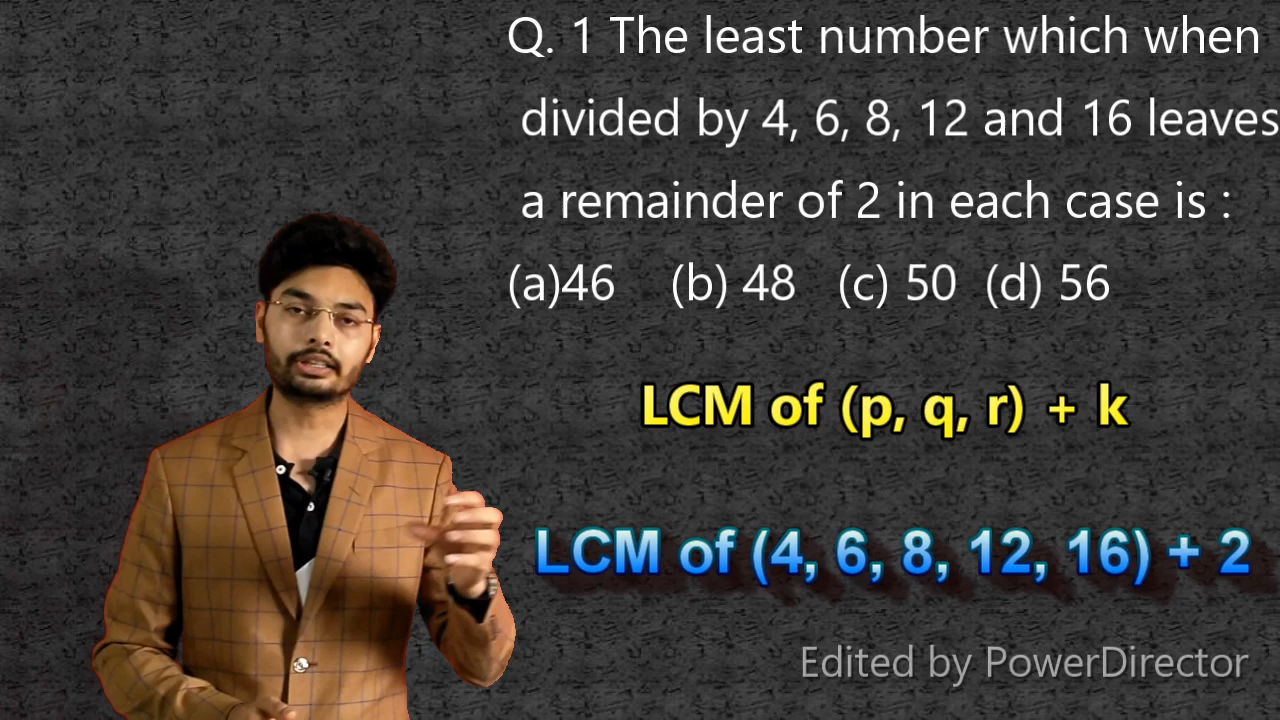 Q. 1 The least number which when
divided by 4, 6, 8, 12 and 16 leaves
a remainder of 2 in each case is :
(a)46 (b) 48 (c) 50 (d) 56
LCM of (p, q, r) + k
LCM of (4, 6, 8, 12, 16) + 2
Edited by PowerDirector